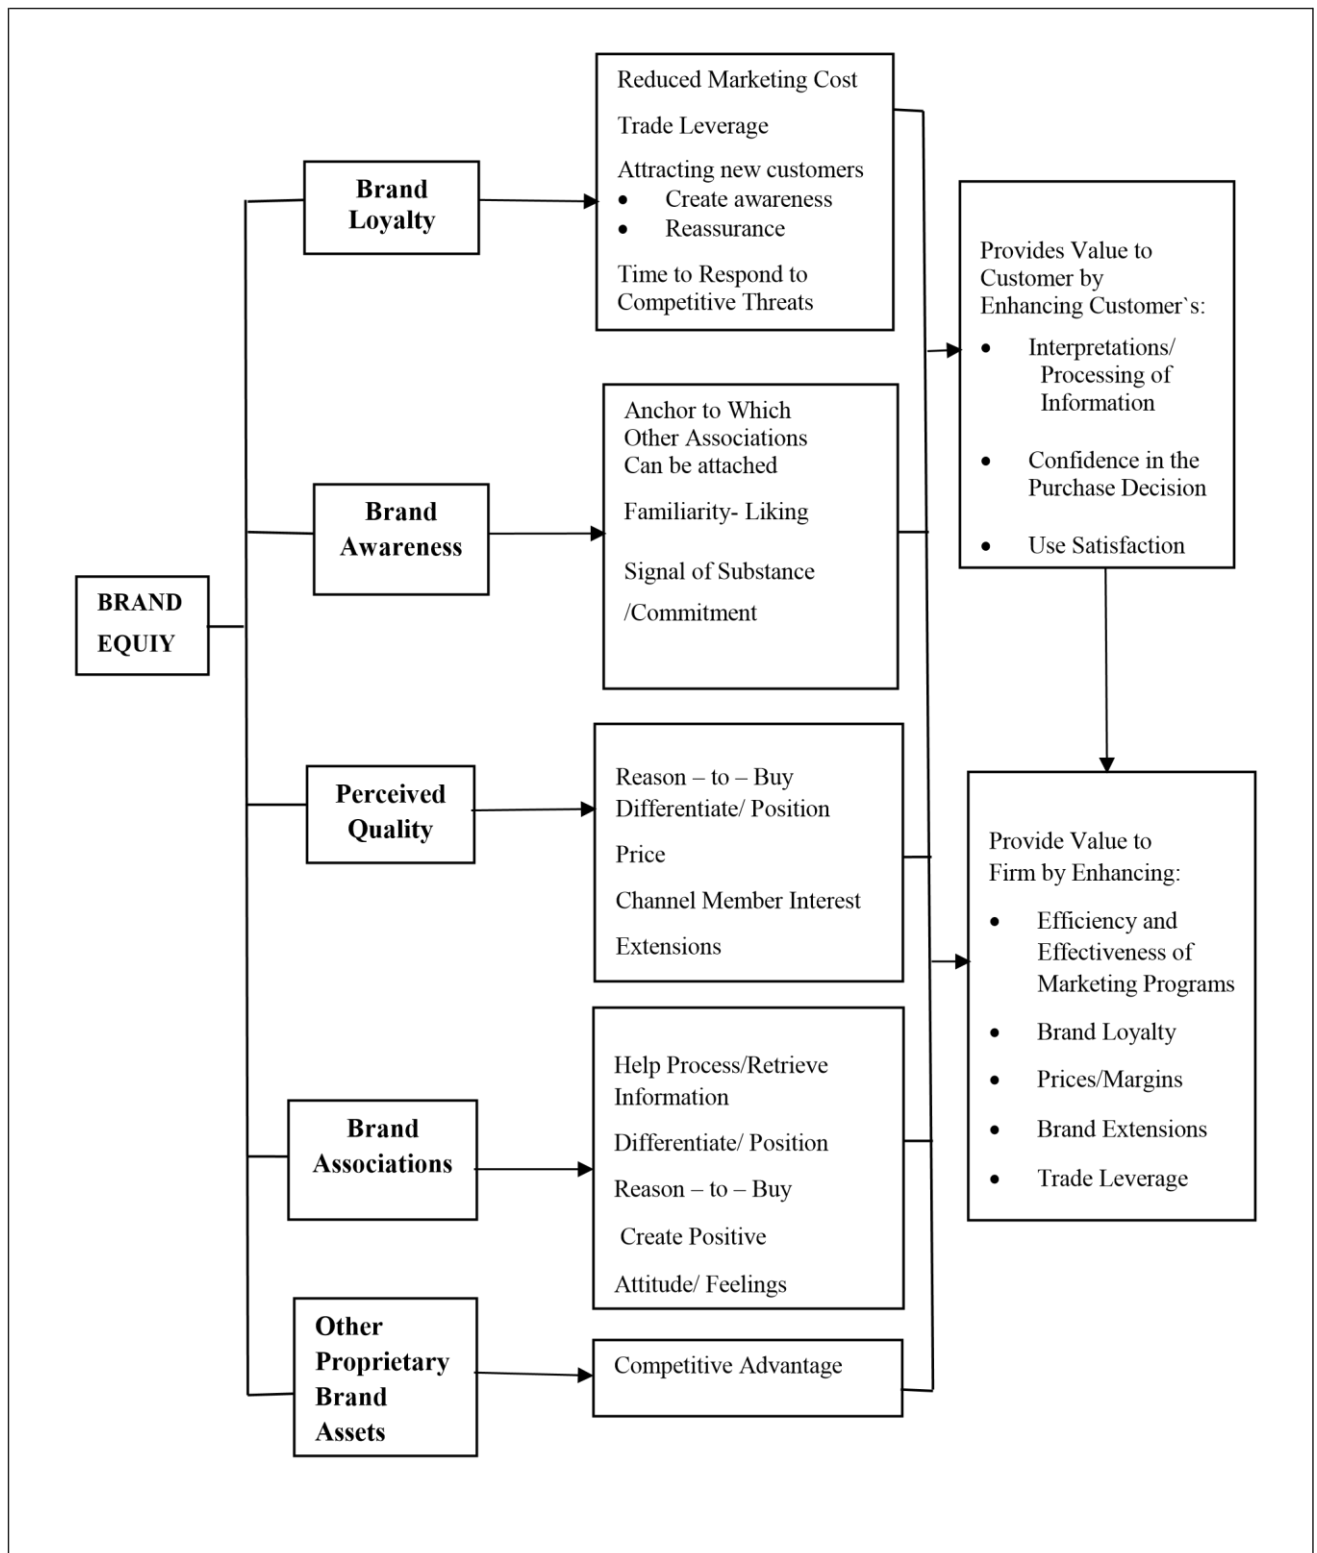 BRAND
EQUIY
Brand
Loyalty
Reduced Marketing Cost
Trade Leverage
Attracting new customers
• Create awareness
• Reassurance
Time to Respond to
Competitive Threats
Brand
Awareness
Anchor to Which
Other Associations
Can be attached
Familiarity- Liking
Signal of Substance
/Commitment
Perceived
Quality
Reason – to – Buy
Differentiate/ Position
Price
Channel Member Interest
Extensions
Brand
Associations
Help Process/Retrieve
Information
Differentiate/ Position
Reason – to – Buy
Create Positive
Attitude/ Feelings
Other
Proprietary
Brand
Assets
Competitive Advantage
Provides Value to
Customer by
Enhancing Customer`s:
• Interpretations/
Processing of
Information
• Confidence in the
Purchase Decision
• Use Satisfaction
Provide Value to
Firm by Enhancing:
• Efficiency and
Effectiveness of
Marketing Programs
• Brand Loyalty
• Prices/Margins
• Brand Extensions
• Trade Leverage